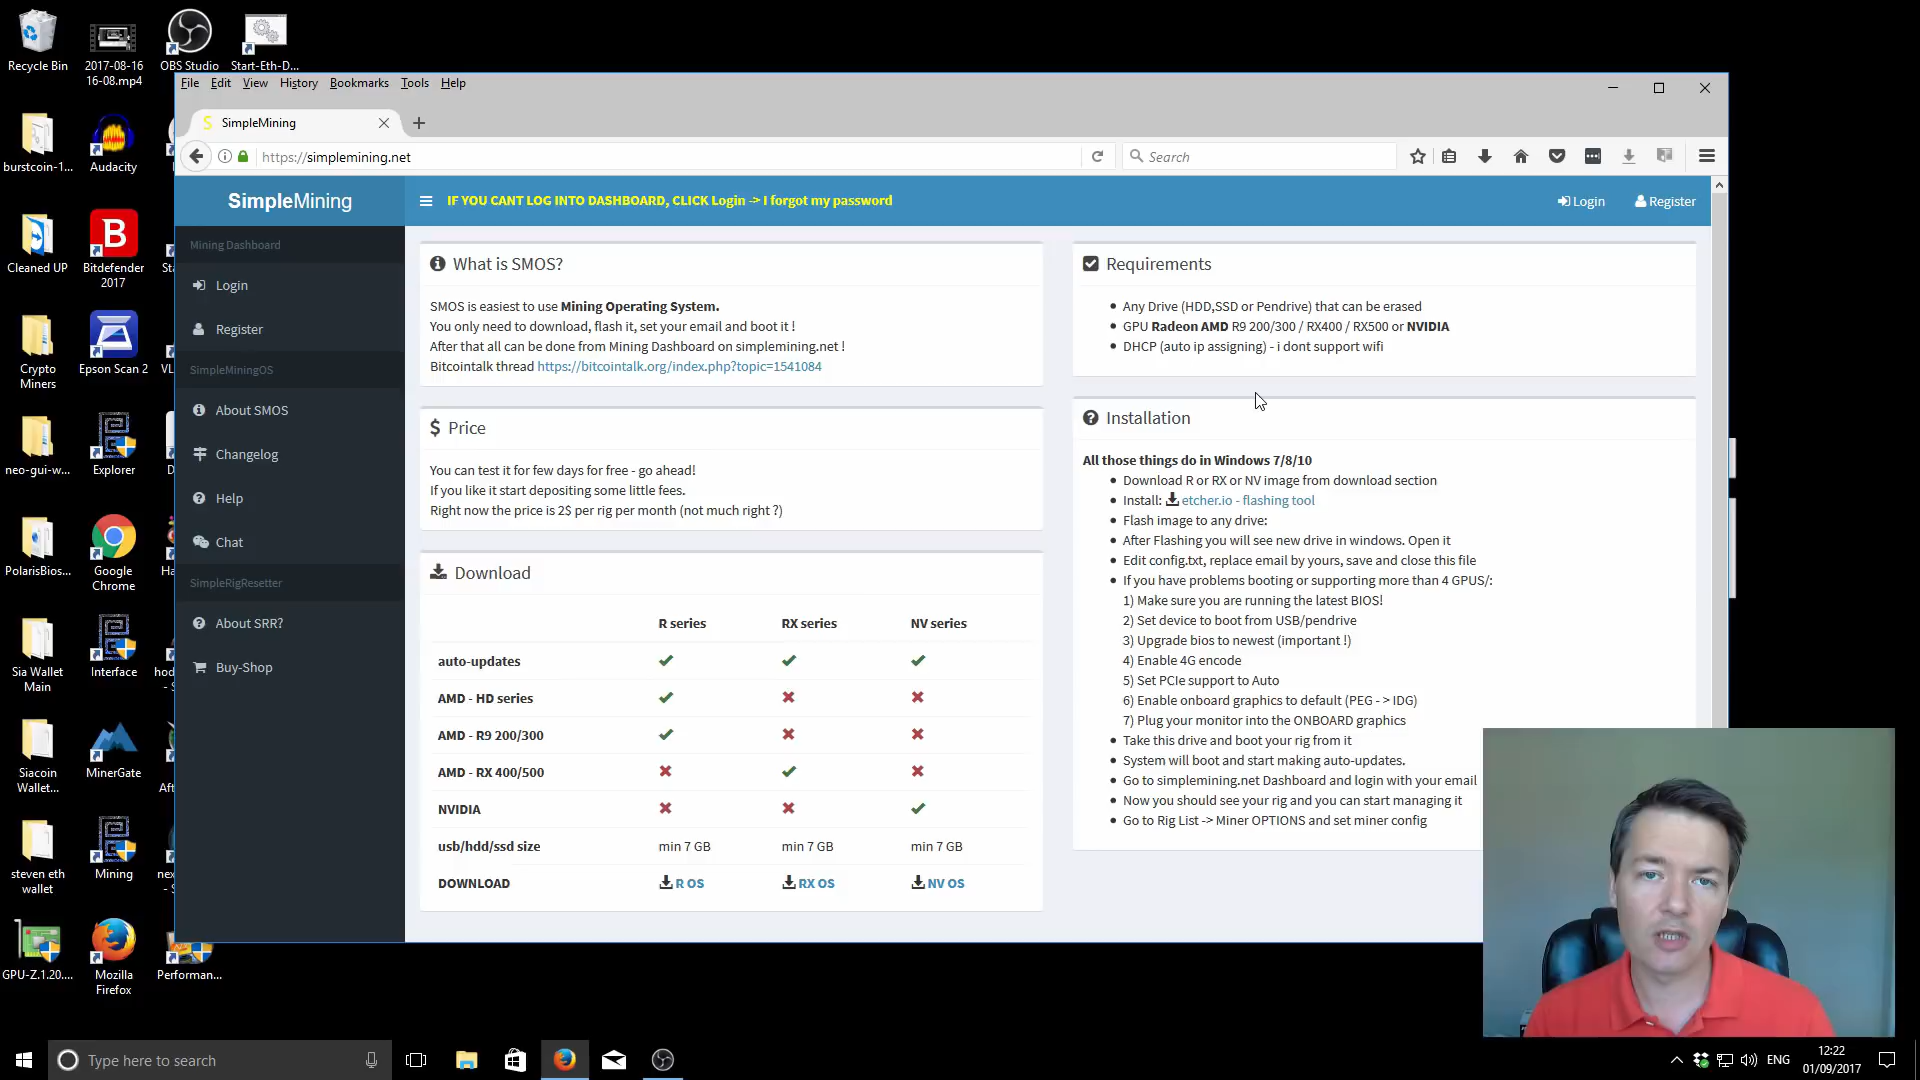 Recycle Bin
2017-08-16
16-08.mp4
OBS Studio
Start-Eth-D...
burstcoin-1...
Audacity
Cleaned UP
Bitdefender
2017
Sta
Crypto
Miners
Epson Scan 2
VL
neo-gui-w...
Explorer
D
PolarisBios...
Google
Chrome
Ha
Sia Wallet
Main
Interface
hod
- S
Siacoin
Wallet...
MinerGate
Aft
steven eth
wallet
Mining
nex
- S
GPU-Z.1.20....
Mozilla
Firefox
Performan...
File Edit View History Bookmarks Tools Help
SimpleMining
https://simplemining.net
Search
SimpleMining
IF YOU CANT LOG INTO DASHBOARD, CLICK Login -> I forgot my password
Login
Register
Mining Dashboard
Login
Register
SimpleMiningOS
About SMOS
Changelog
Help
Chat
SimpleRigResetter
About SRR?
Buy-Shop
What is SMOS?
SMOS is easiest to use Mining Operating System.
You only need to download, flash it, set your email and boot it !
After that all can be done from Mining Dashboard on simplemining.net !
Bitcointalk thread https://bitcointalk.org/index.php?topic=1541084
Price
You can test it for few days for free - go ahead!
If you like it start depositing some little fees.
Right now the price is 2$ per rig per month (not much right ?)
Download
R series RX series NV series
auto-updates
AMD - HD series
AMD - R9 200/300
AMD - RX 400/500
NVIDIA
usb/hdd/ssd size min 7 GB min 7 GB min 7 GB
DOWNLOAD R OS RX OS NV OS
Requirements
Any Drive (HDD,SSD or Pendrive) that can be erased
GPU Radeon AMD R9 200/300 / RX400 / RX500 or NVIDIA
DHCP (auto ip assigning) - i dont support wifi
Installation
All those things do in Windows 7/8/10
Download R or RX or NV image from download section
Install: etcher.io - flashing tool
Flash image to any drive:
After Flashing you will see new drive in windows. Open it
Edit config.txt, replace email by yours, save and close this file
If you have problems booting or supporting more than 4 GPUS/:
1) Make sure you are running the latest BIOS!
2) Set device to boot from USB/pendrive
3) Upgrade bios to newest (important !)
4) Enable 4G encode
5) Set PCIe support to Auto
6) Enable onboard graphics to default (PEG - > IDG)
7) Plug your monitor into the ONBOARD graphics
Take this drive and boot your rig from it
System will boot and start making auto-updates.
Go to simplemining.net Dashboard and login with your email
Now you should see your rig and you can start managing it
Go to Rig List -> Miner OPTIONS and set miner config
Type here to search
ENG
12:22
01/09/2017